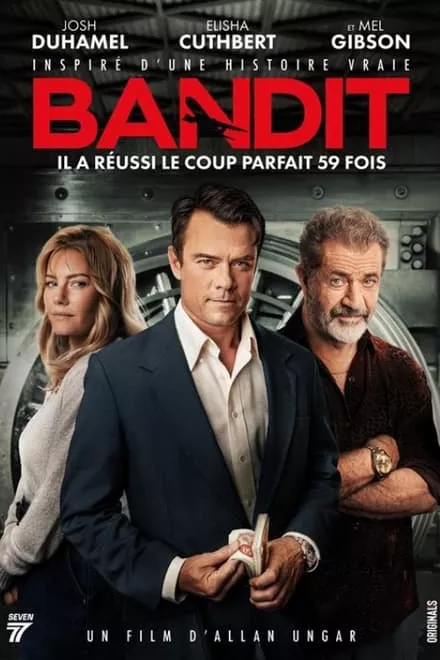 JOSH ELISHA ET MEL
DUHAMEL CUTHBERT GIBSON
INSPIRÉ D'UNE HISTOIRE VRAIE
BANDIT
IL A RÉUSSI LE COUP PARFAIT 59 FOIS
SEVEN
77
UN FILM D'ALLAN UNGAR
ORIGINALS